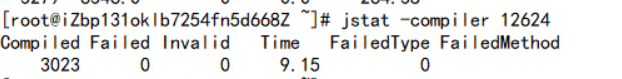 [root@iZbp131oklb7254fn5d668Z ~]# jstat -compiler 12624
Compiled Failed Invalid Time FailedType FailedMethod
3023 0 0 9.15 0